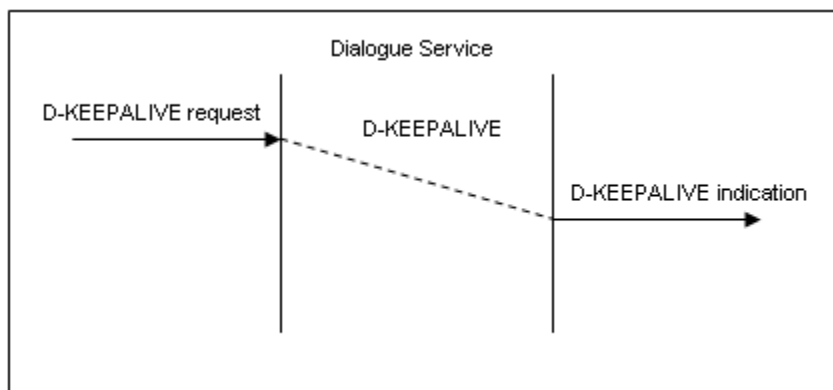 Dialogue Service
D-KEEPALIVE request
D-KEEPALIVE
D-KEEPALIVE indication